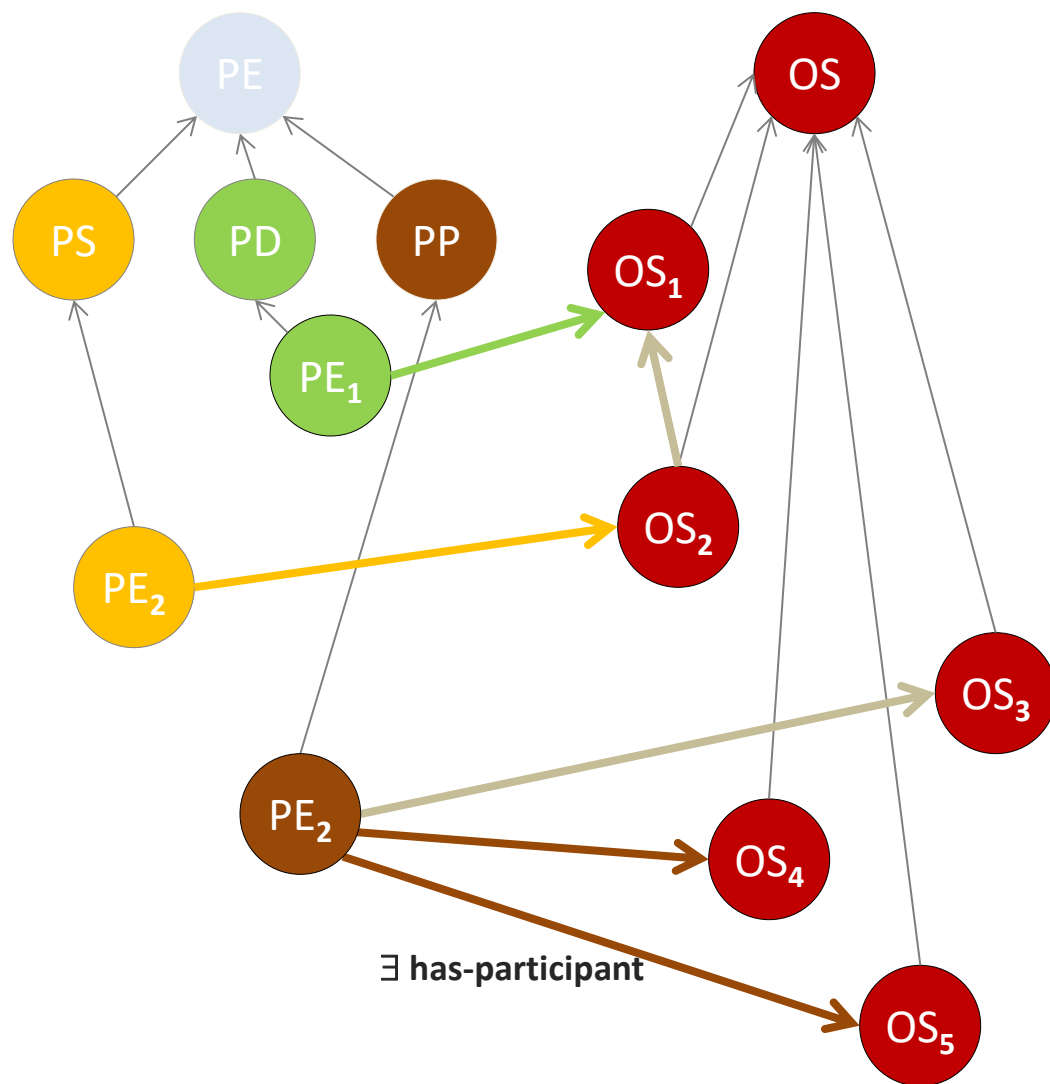 PE
OS
PS
PD
PP
OS₁
PE₁
OS₂
PE₂
OS₃
PE₂
OS₄
∃ has-participant
OS₅